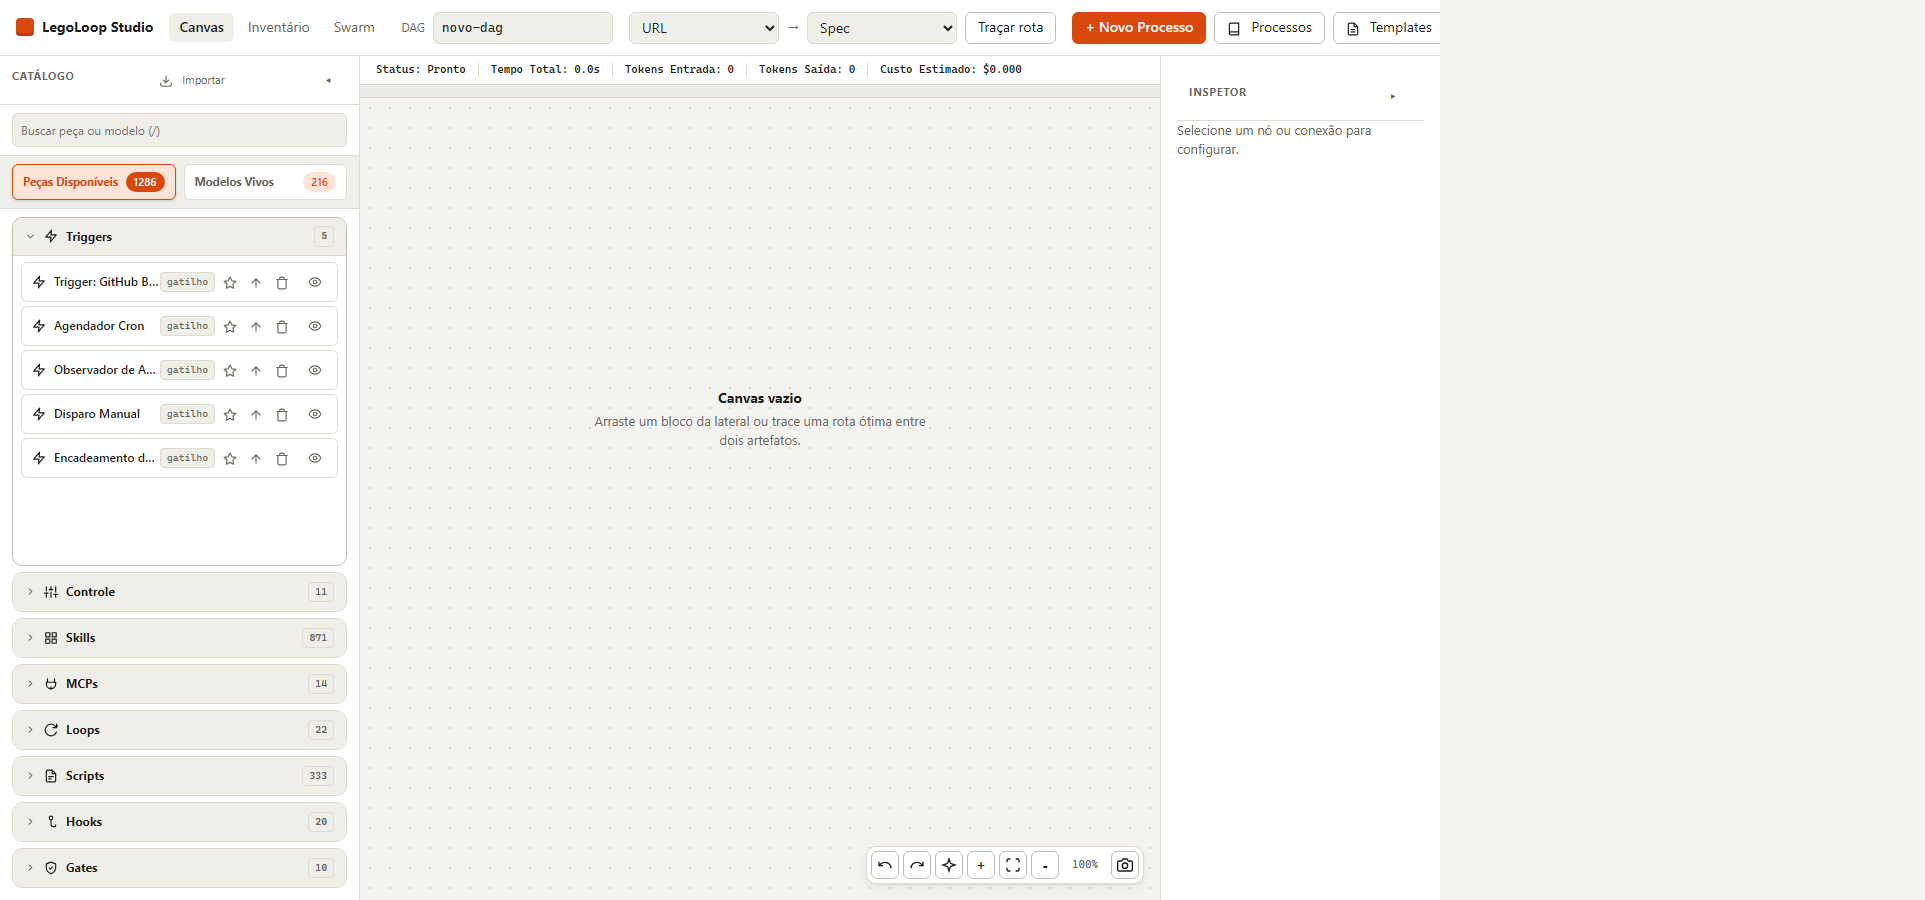 LegoLoop Studio
Canvas
Inventário
Swarm
DAG
novo-dag
URL
→
Spec
Traçar rota
+ Novo Processo
Processos
Templates
CATÁLOGO
Importar
Buscar peça ou modelo (/)
Peças Disponíveis 1286
Modelos Vivos 216
Triggers 5
Trigger: GitHub B... gatilho
Agendador Cron gatilho
Observador de A... gatilho
Disparo Manual gatilho
Encadeamento d... gatilho
Controle 11
Skills 871
MCPs 14
Loops 22
Scripts 333
Hooks 20
Gates 10
Status: Pronto
Tempo Total: 0.0s
Tokens Entrada: 0
Tokens Saída: 0
Custo Estimado: $0.000
Canvas vazio
Arraste um bloco da lateral ou trace uma rota ótima entre
dois artefatos.
+
-
100%
INSPETOR
Selecione um nó ou conexão para
configurar.